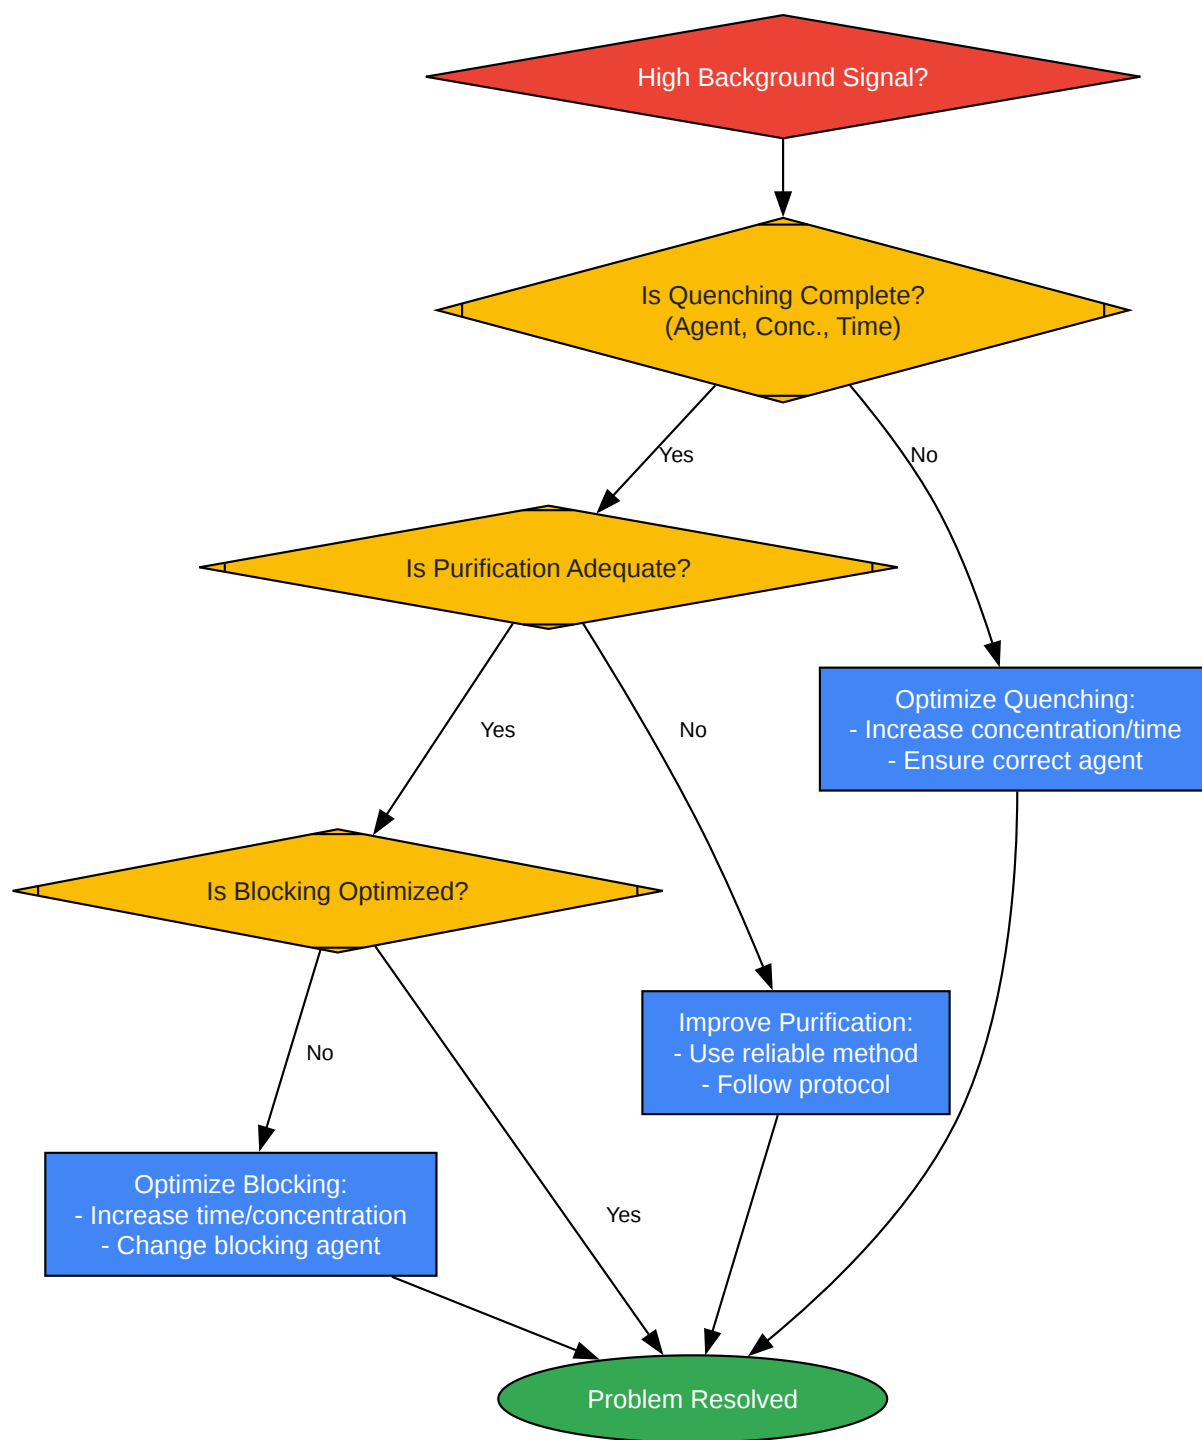 High Background Signal?
Is Quenching Complete?
(Agent, Conc., Time)
Yes
No
Is Purification Adequate?
Optimize Quenching:
- Increase concentration/time
- Ensure correct agent
Yes
No
Is Blocking Optimized?
Improve Purification:
- Use reliable method
- Follow protocol
No
Optimize Blocking:
- Increase time/concentration
- Change blocking agent
Yes
Problem Resolved